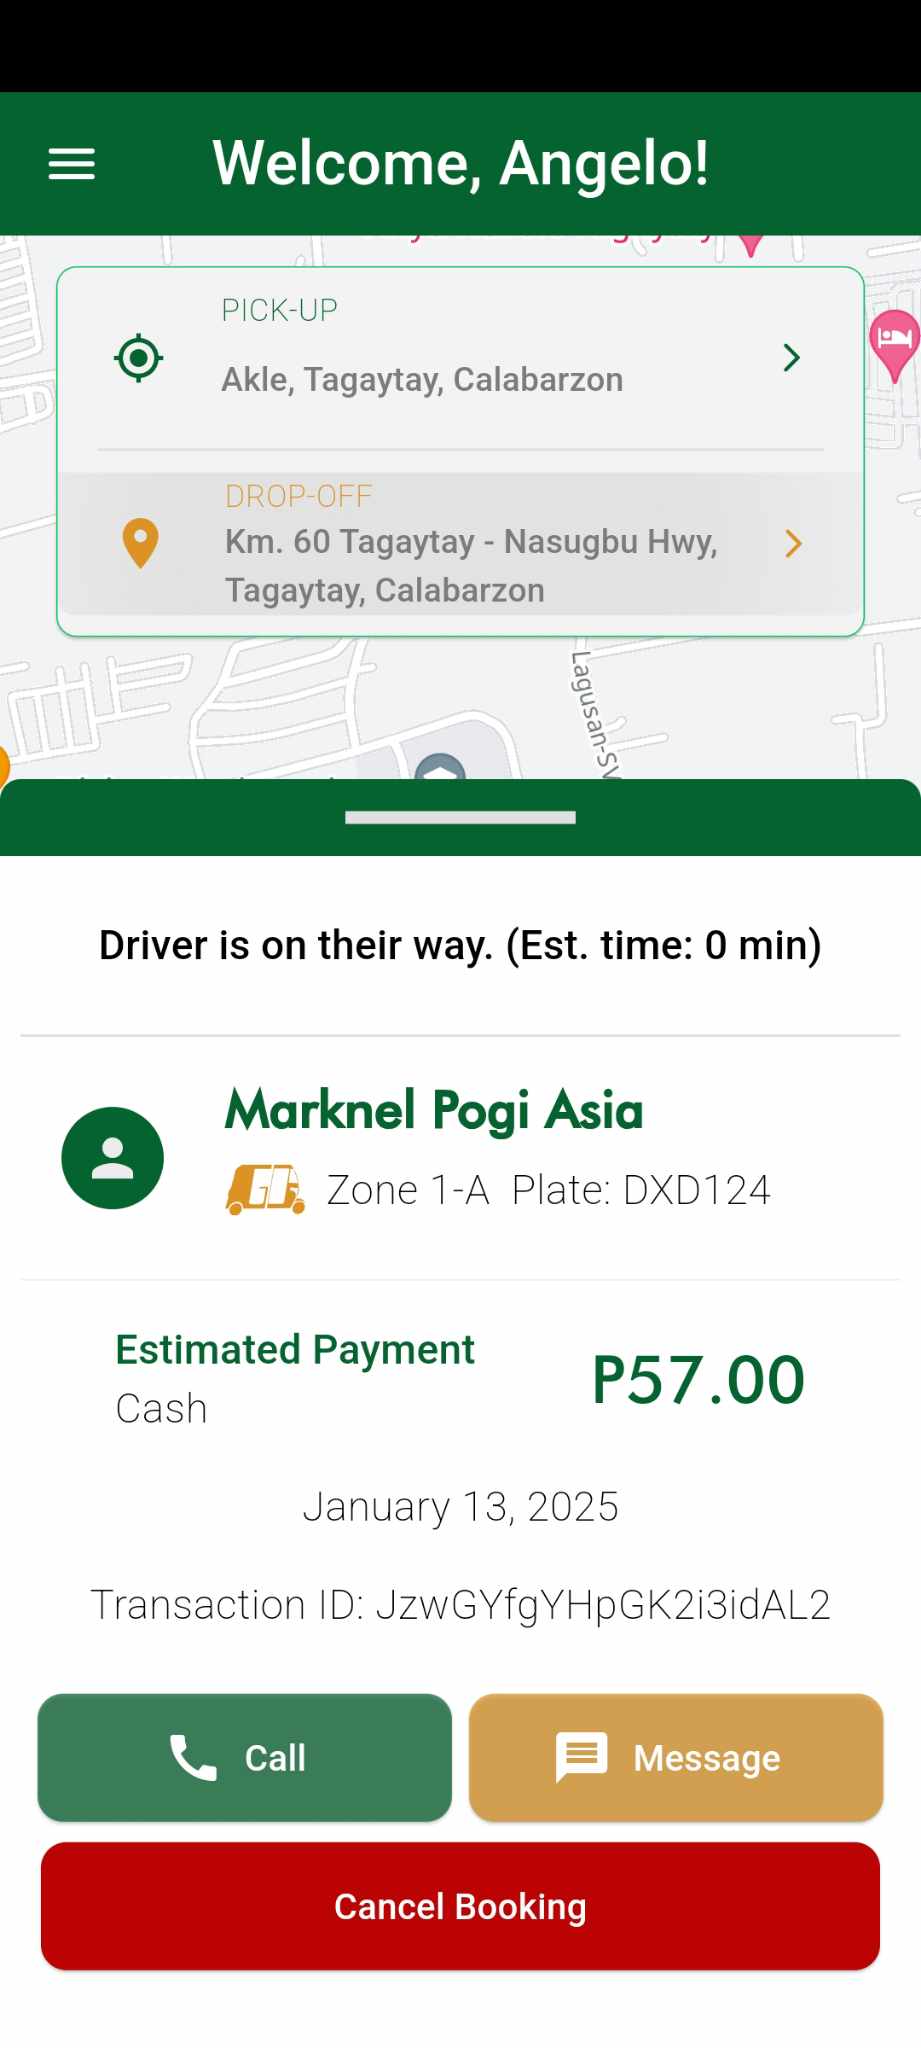 Welcome, Angelo!
PICK-UP
Akle, Tagaytay, Calabarzon
DROP-OFF
Km. 60 Tagaytay - Nasugbu Hwy,
Tagaytay, Calabarzon
Lagusan-SV
Driver is on their way. (Est. time: 0 min)
Marknel Pogi Asia
Zone 1-A Plate: DXD124
Estimated Payment
Cash
P57.00
January 13, 2025
Transaction ID: JzwGYfgYHpGK2i3idAL2
Call
Message
Cancel Booking